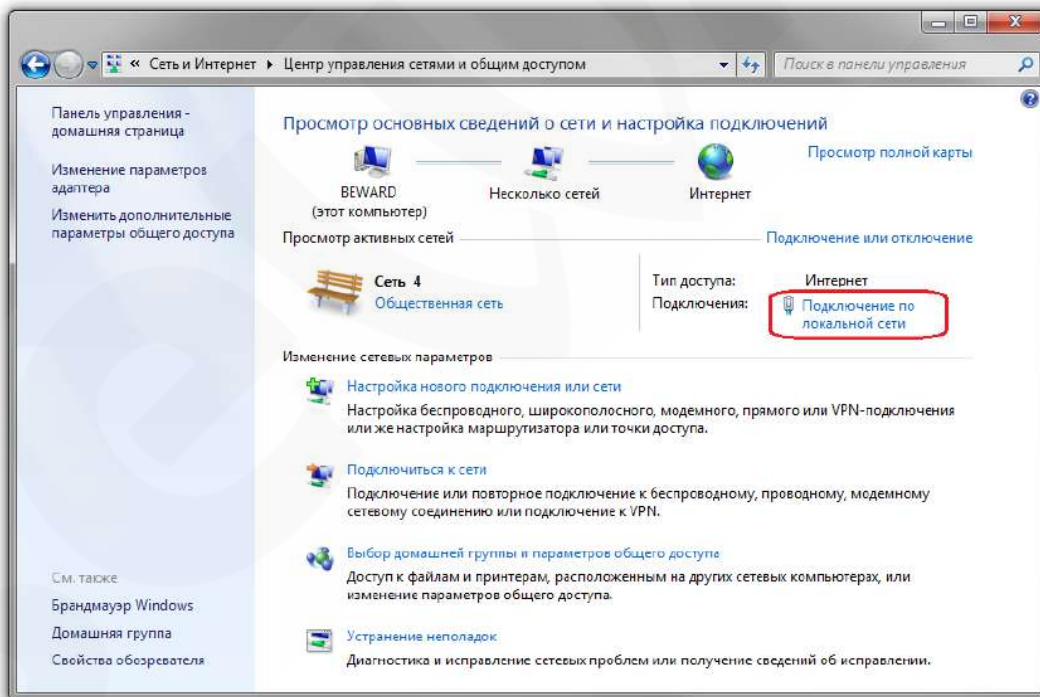 « Сеть и Интернет ▸ Центр управления сетями и общим доступом
Поиск в панели управления
Панель управления -
домашняя страница
Изменение параметров
адаптера
Изменить дополнительные
параметры общего доступа
См. также
Брандмауэр Windows
Домашняя группа
Свойства обозревателя
Просмотр основных сведений о сети и настройка подключений
Просмотр полной карты
BEWARD
(этот компьютер)
Несколько сетей
Интернет
Просмотр активных сетей
Подключение или отключение
Сеть 4
Общественная сеть
Тип доступа: Интернет
Подключения: Подключение по
локальной сети
Изменение сетевых параметров
Настройка нового подключения или сети
Настройка беспроводного, широкополосного, модемного, прямого или VPN-подключения
или же настройка маршрутизатора или точки доступа.
Подключиться к сети
Подключение или повторное подключение к беспроводному, проводному, модемному
сетевому соединению или подключение к VPN.
Выбор домашней группы и параметров общего доступа
Доступ к файлам и принтерам, расположенным на других сетевых компьютерах, или
изменение параметров общего доступа.
Устранение неполадок
Диагностика и исправление сетевых проблем или получение сведений об исправлении.